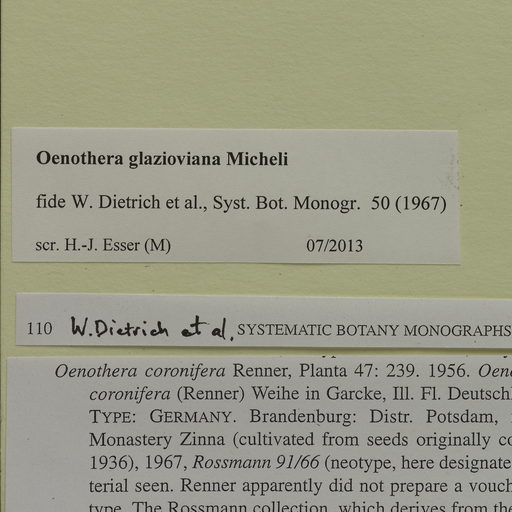 Oenothera glazioviana Micheli
fide W. Dietrich et al., Syst. Bot. Monogr. 50 (1967)
scr. H.-J. Esser (M) 07/2013
110 W. Dietrich et al. SYSTEMATIC BOTANY MONOGRAPHS
Oenothera coronifera Renner, Planta 47: 239. 1956. Oeno
coronifera (Renner) Weihe in Garcke, Ill. Fl. Deutschl
TYPE: GERMANY. Brandenburg: Distr. Potsdam,
Monastery Zinna (cultivated from seeds originally co
1936), 1967, Rossmann 91/66 (neotype, here designate
terial seen. Renner apparently did not prepare a vouch
type. The Rossmann collection, which derives from the